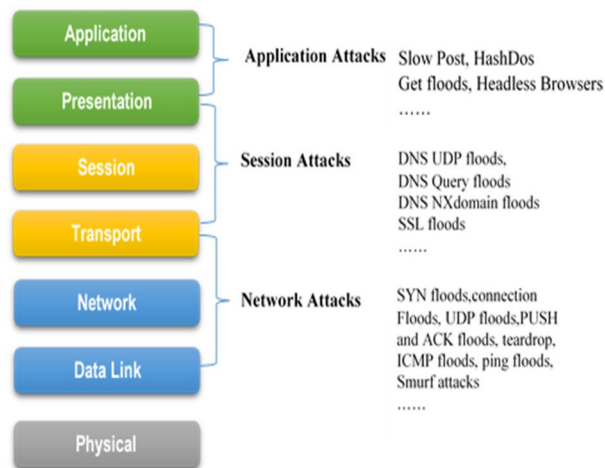 Application
Presentation
Session
Transport
Network
Data Link
Physical
Application Attacks
Slow Post, HashDos
Get floods, Headless Browsers
......
Session Attacks
DNS UDP floods,
DNS Query floods
DNS NXdomain floods
SSL floods
......
Network Attacks
SYN floods,connection
Floods, UDP floods,PUSH
and ACK floods, teardrop,
ICMP floods, ping floods,
Smurf attacks
......